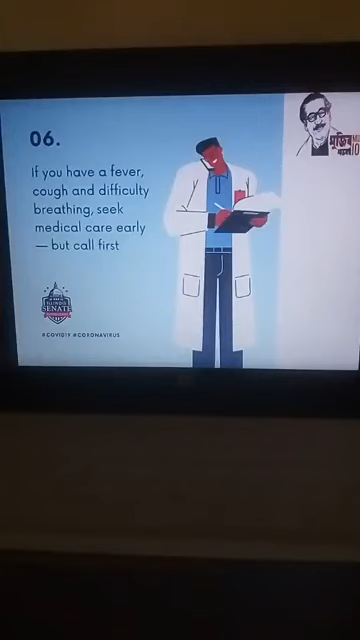 06.
If you have a fever,
cough and difficulty
breathing, seek
medical care early
— but call first
ILLINOIS
SENATE
#COVID19 #CORONAVIRUS
মুজিব